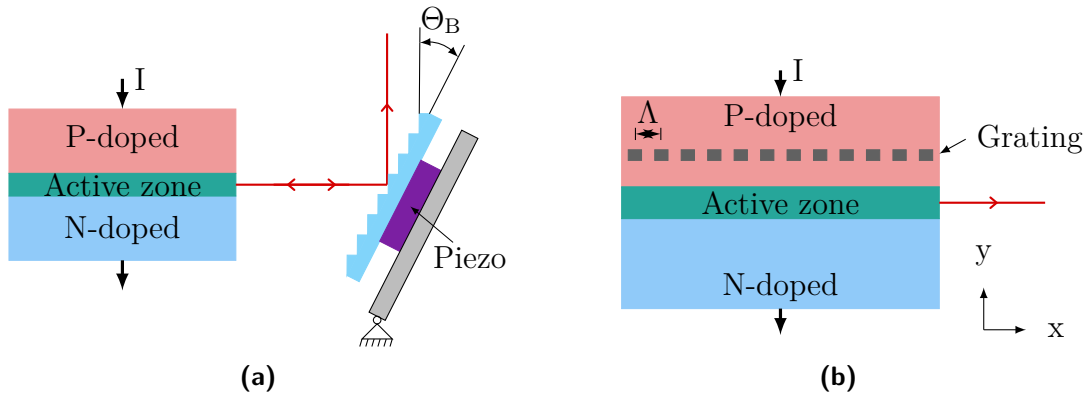 Θ_B
I
P-doped
Active zone
N-doped
Piezo
(a)
I
Λ
P-doped
Grating
Active zone
N-doped
y
x
(b)